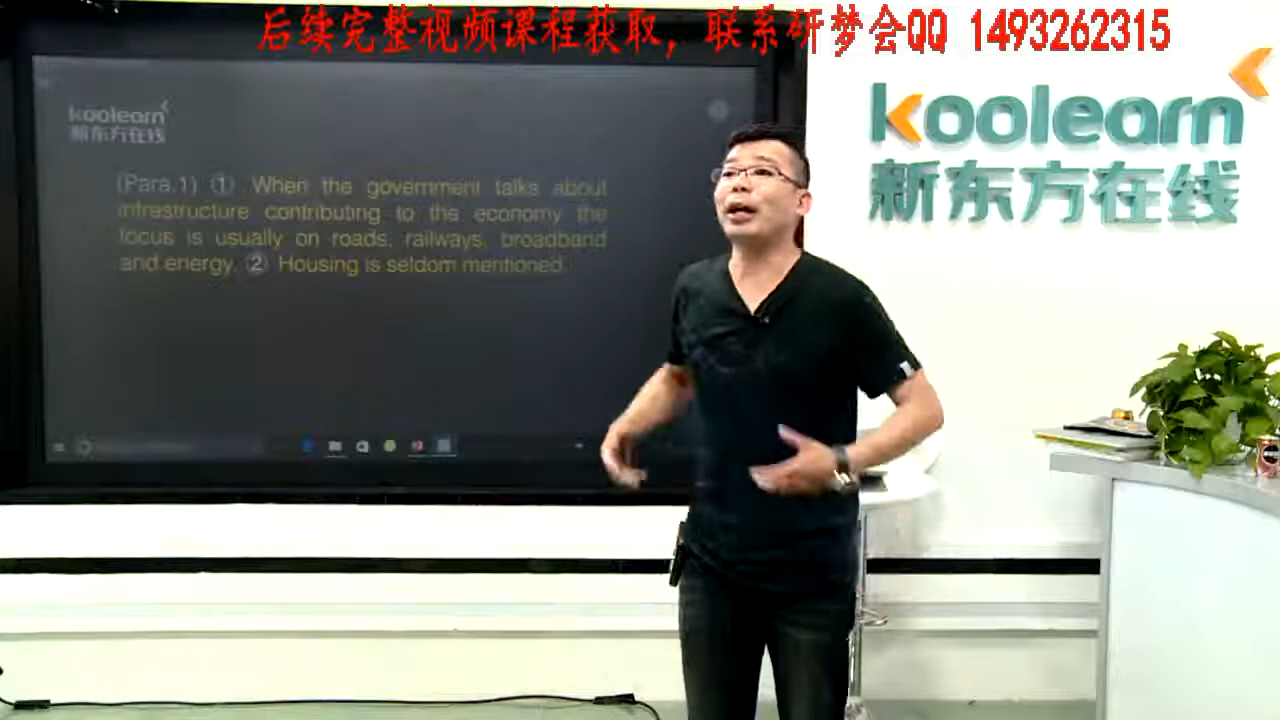 后续完整视频课程获取，联系研梦会QQ 1493262315
koolearn
新东方在线
koolearn
新东方在线
(Para.1) ① When the government talks about
infrastructure contributing to the economy the
focus is usually on roads, railways, broadband
and energy. ② Housing is seldom mentioned.